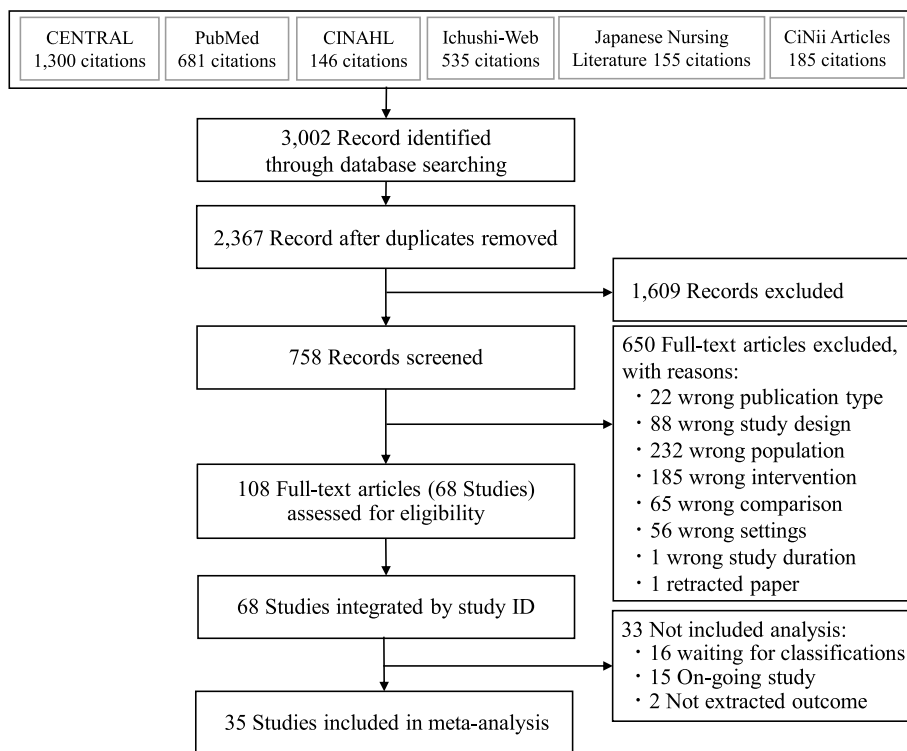 CENTRAL
1,300 citations
PubMed
681 citations
CINAHL
146 citations
Ichushi-Web
535 citations
Japanese Nursing
Literature 155 citations
CiNii Articles
185 citations
3,002 Record identified
through database searching
2,367 Record after duplicates removed
1,609 Records excluded
758 Records screened
650 Full-text articles excluded,
with reasons:
・22 wrong publication type
・88 wrong study design
・232 wrong population
・185 wrong intervention
・65 wrong comparison
・56 wrong settings
・1 wrong study duration
・1 retracted paper
108 Full-text articles (68 Studies)
assessed for eligibility
68 Studies integrated by study ID
33 Not included analysis:
・16 waiting for classifications
・15 On-going study
・2 Not extracted outcome
35 Studies included in meta-analysis